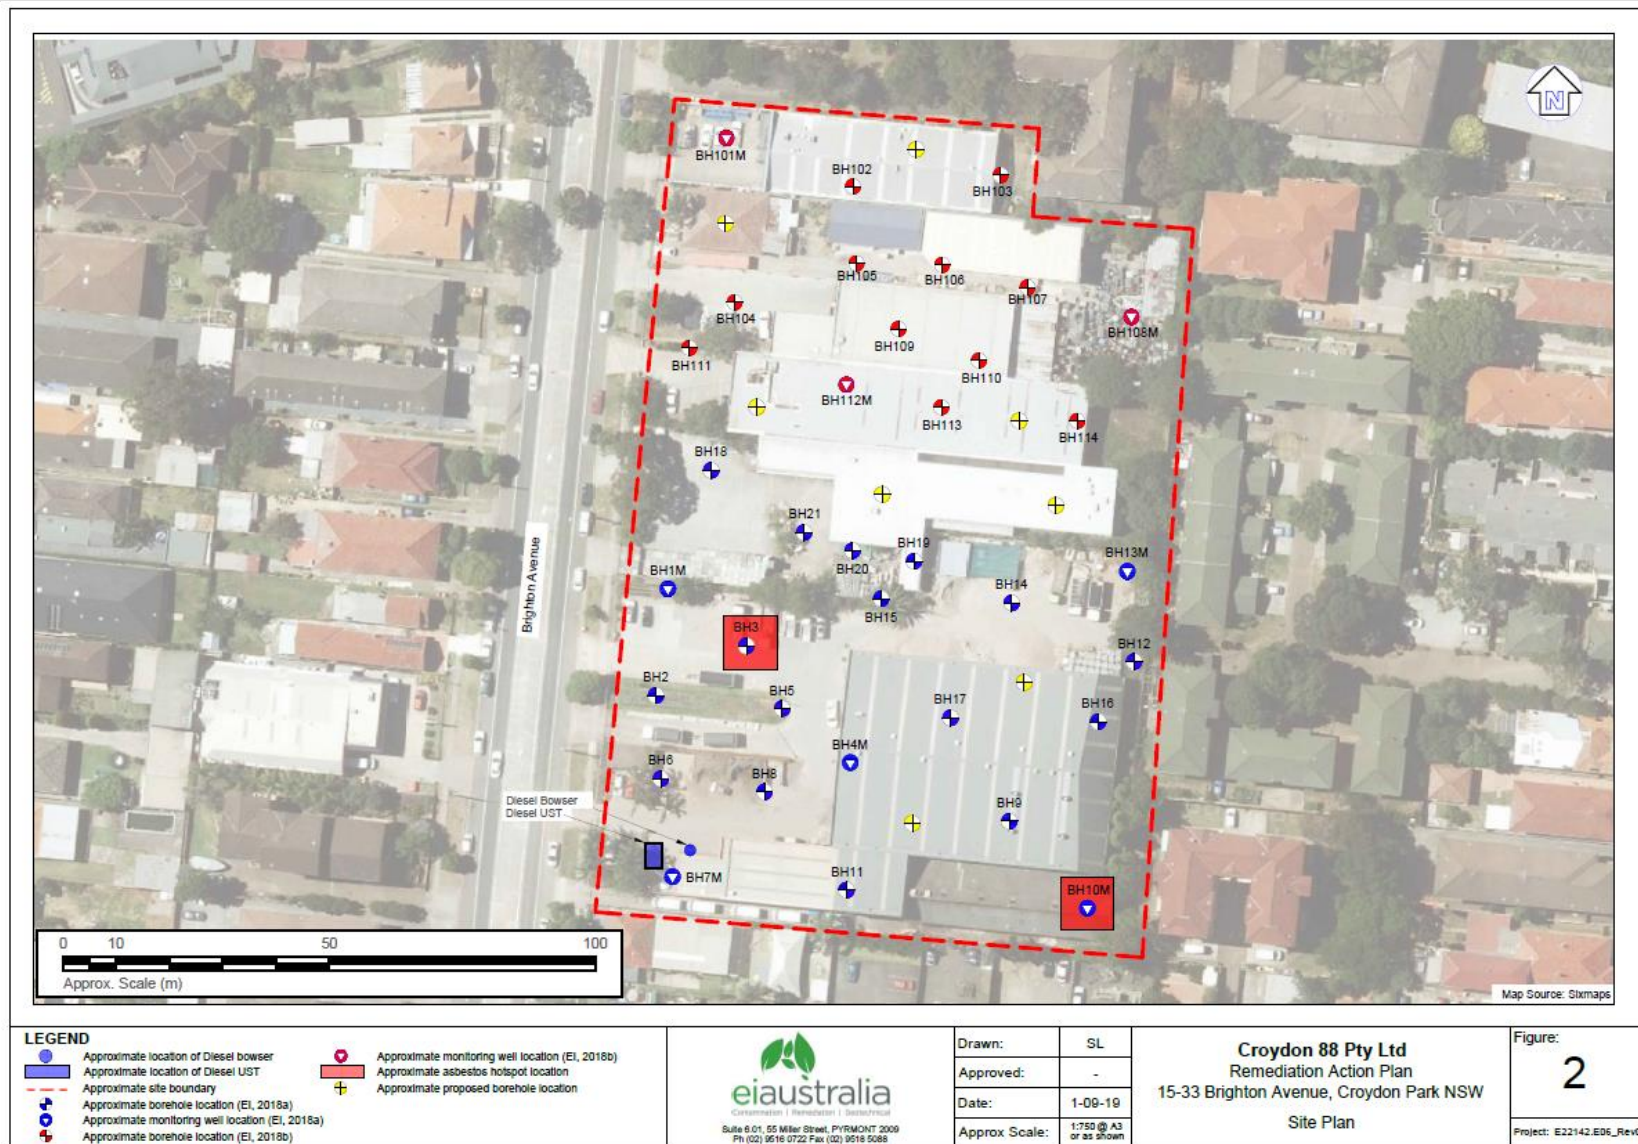 N
BH101M
BH102
BH103
BH105
BH106
BH107
BH104
BH108M
BH109
BH111
BH110
BH112M
BH113
BH114
BH18
BH21
BH19
BH20
BH13M
BH1M
BH14
BH15
Brighton Avenue
BH3
BH12
BH2
BH5
BH17
BH16
BH4M
BH6
BH8
Diesel Bowser
Diesel UST
BH9
BH7M
BH11
BH10M
0 10 50 100
Approx. Scale (m)
Map Source: Sixmaps
LEGEND
Approximate location of Diesel bowser
Approximate location of Diesel UST
Approximate site boundary
Approximate borehole location (EI, 2018a)
Approximate monitoring well location (EI, 2018a)
Approximate borehole location (EI, 2018b)
Approximate monitoring well location (EI, 2018b)
Approximate asbestos hotspot location
Approximate proposed borehole location
eiaustralia
Contamination | Remediation | Geotechnical
Suite 6.01, 55 Miller Street, PYRMONT 2009
Ph (02) 9516 0722 Fax (02) 9518 5088
Drawn: SL
Approved: -
Date: 1-09-19
Approx Scale: 1:750 @ A3
or as shown
Croydon 88 Pty Ltd
Remediation Action Plan
15-33 Brighton Avenue, Croydon Park NSW
Site Plan
Figure:
2
Project: E22142.E06_Rev0